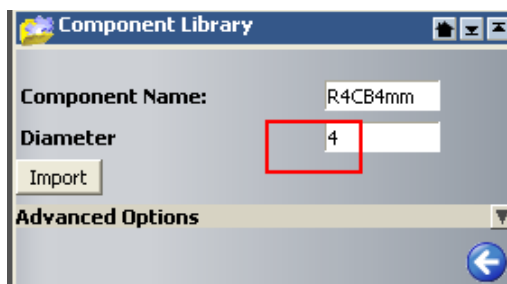 Component Library
Component Name: R4CB4mm
Diameter 4
Import
Advanced Options